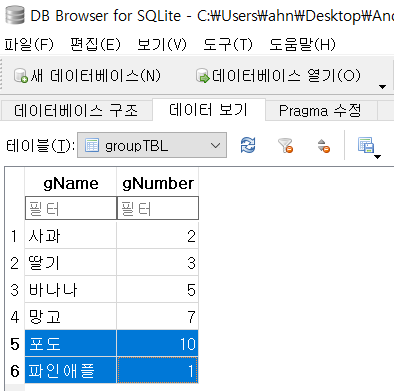 DB Browser for SQLite - C:₩Users₩ahn₩Desktop₩And
파일(F) 편집(E) 보기(V) 도구(T) 도움말(H)
새 데이터베이스(N) 데이터베이스 열기(O)
데이터베이스 구조 데이터 보기 Pragma 수정
테이블(T): groupTBL
gName gNumber
필터 필터
1 사과 2
2 딸기 3
3 바나나 5
4 망고 7
5 포도 10
6 파인애플 1